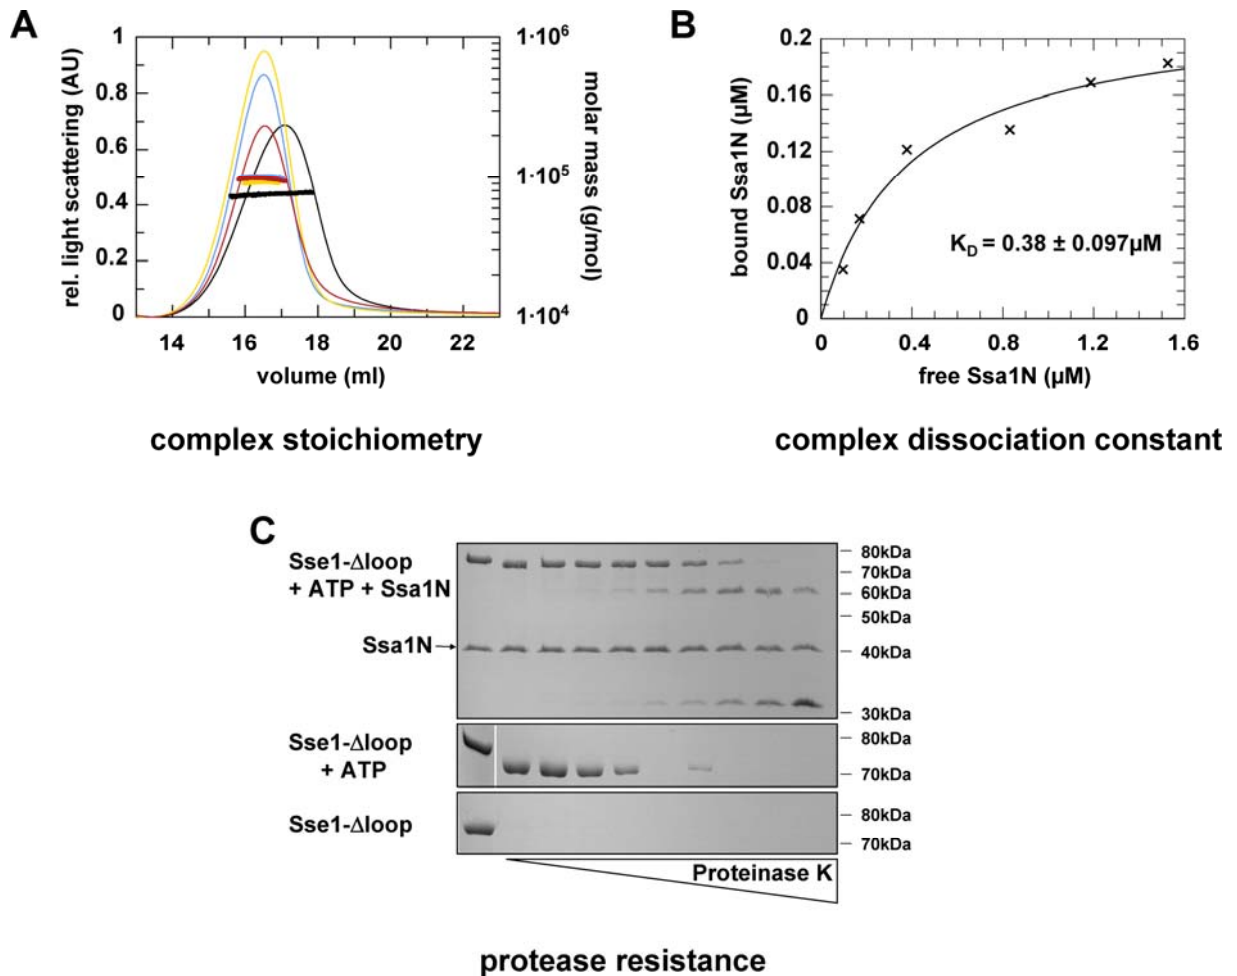 A
rel. light scattering (AU)
1
0.8
0.6
0.4
0.2
0
14 16 18 20 22
volume (ml)
1·10⁶
1·10⁵
1·10⁴
molar mass (g/mol)
complex stoichiometry
B
bound Ssa1N (µM)
0.2
0.16
0.12
0.08
0.04
0
K_D = 0.38 ± 0.097µM
0 0.4 0.8 1.2 1.6
free Ssa1N (µM)
complex dissociation constant
C
Sse1-Δloop
+ ATP + Ssa1N
Ssa1N
80kDa
70kDa
60kDa
50kDa
40kDa
30kDa
Sse1-Δloop
+ ATP
80kDa
70kDa
Sse1-Δloop
80kDa
70kDa
Proteinase K
protease resistance